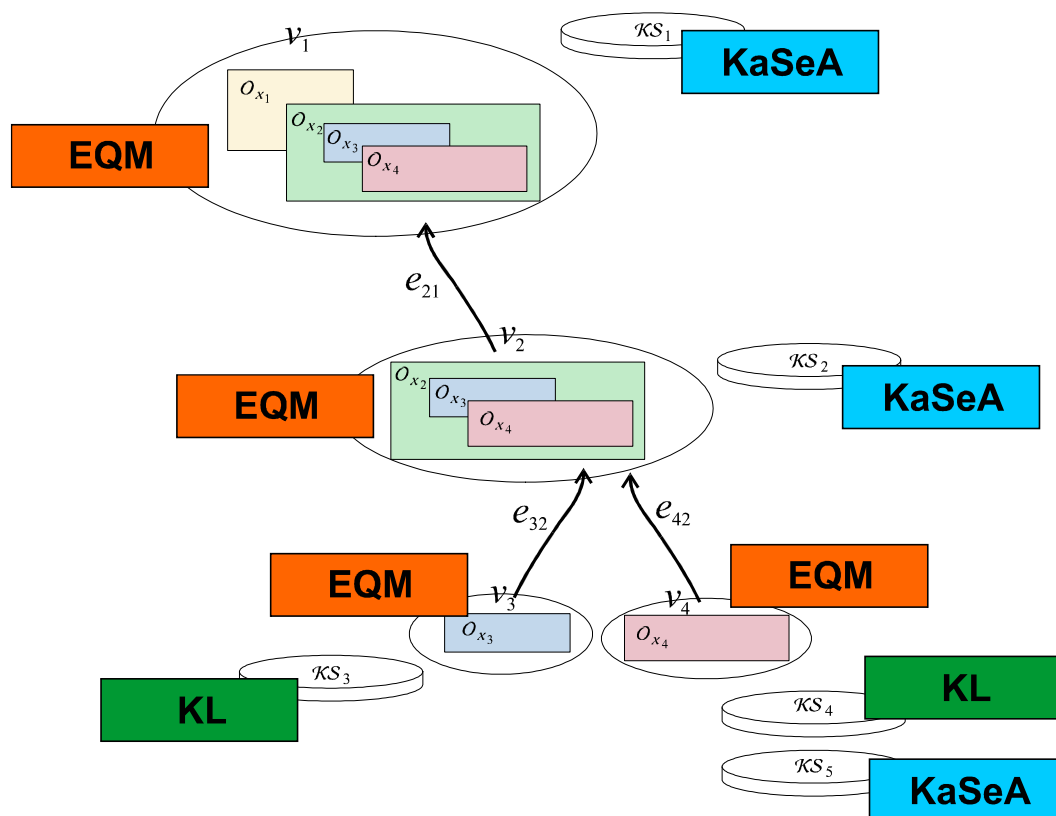 v1
KS1
KaSeA
Ox1
Ox2
Ox3
Ox4
EQM
e21
v2
KS2
KaSeA
Ox2
Ox3
Ox4
EQM
e32
e42
EQM
EQM
v3
v4
Ox3
Ox4
KS3
KL
KL
KS4
KS5
KaSeA